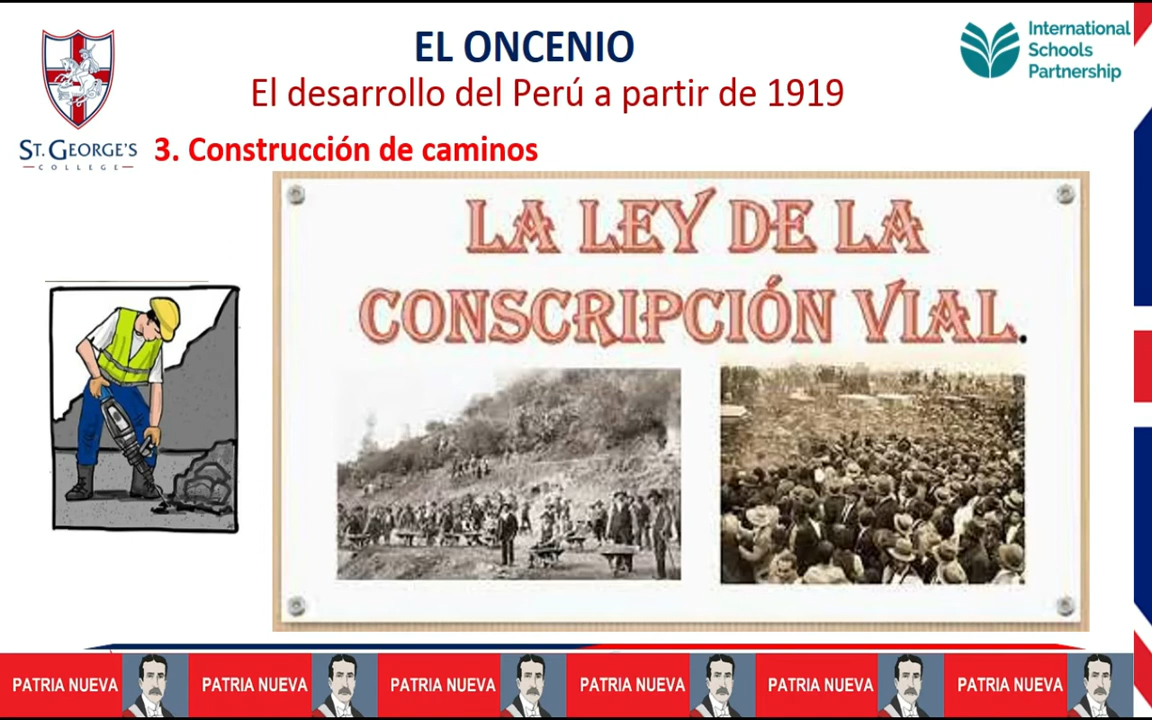 EL ONCENIO
El desarrollo del Perú a partir de 1919
International
Schools
Partnership
ST. GEORGE'S
COLLEGE
3. Construcción de caminos
LA LEY DE LA
CONSCRIPCIÓN VIAL.
PATRIA NUEVA PATRIA NUEVA PATRIA NUEVA PATRIA NUEVA PATRIA NUEVA PATRIA NUEVA